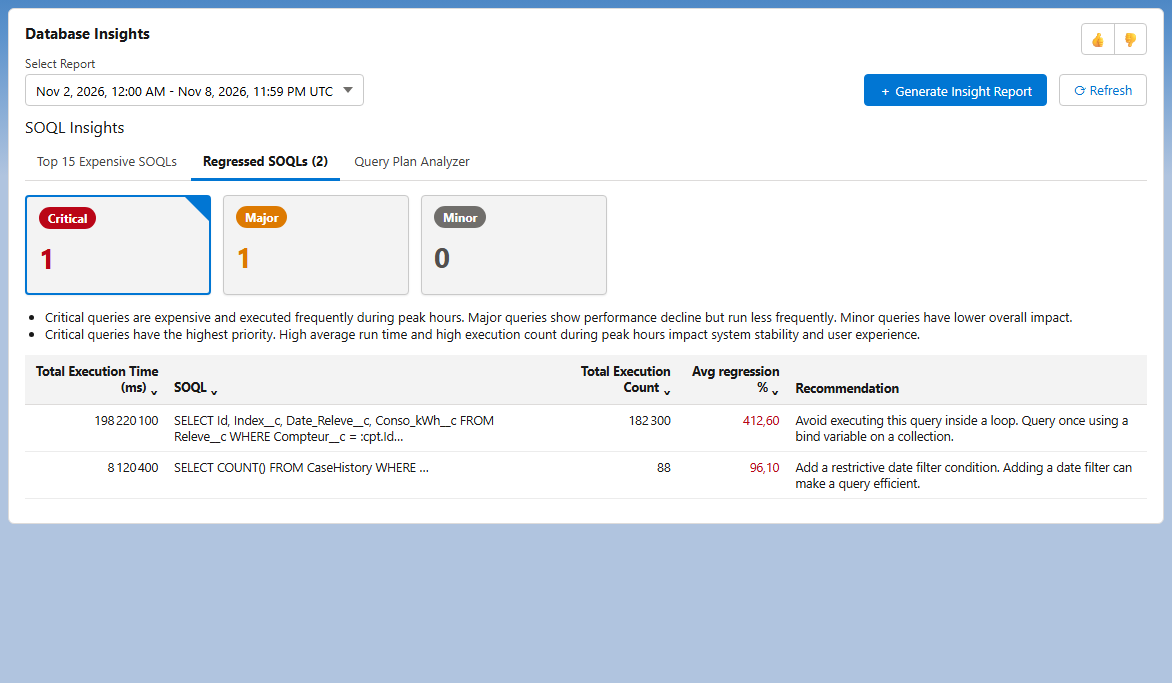 Database Insights
Select Report
Nov 2, 2026, 12:00 AM - Nov 8, 2026, 11:59 PM UTC
+ Generate Insight Report
Refresh
SOQL Insights
Top 15 Expensive SOQLs
Regressed SOQLs (2)
Query Plan Analyzer
Critical
1
Major
1
Minor
0
• Critical queries are expensive and executed frequently during peak hours. Major queries show performance decline but run less frequently. Minor queries have lower overall impact.
• Critical queries have the highest priority. High average run time and high execution count during peak hours impact system stability and user experience.
Total Execution Time
(ms)
SOQL
Total Execution
Count
Avg regression
%
Recommendation
198 220 100
SELECT Id, Index__c, Date_Releve__c, Conso_kWh__c FROM
Releve__c WHERE Compteur__c = :cpt.Id...
182 300
412,60
Avoid executing this query inside a loop. Query once using a
bind variable on a collection.
8 120 400
SELECT COUNT() FROM CaseHistory WHERE ...
88
96,10
Add a restrictive date filter condition. Adding a date filter can
make a query efficient.